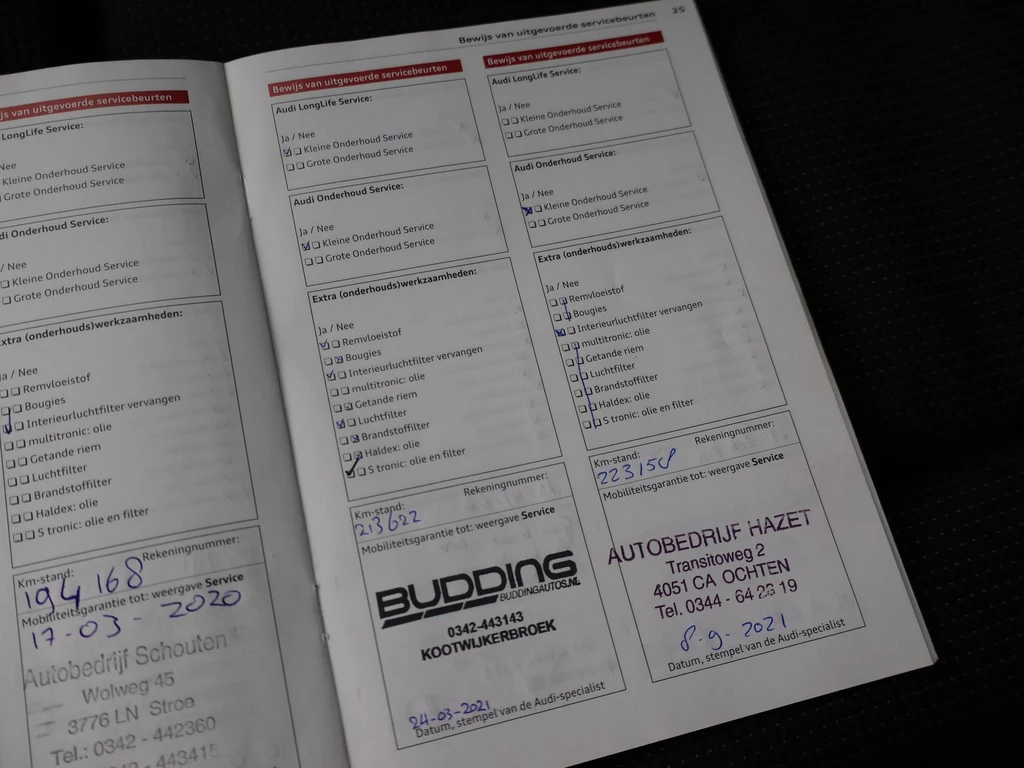 Bewijs van uitgevoerde servicebeurten 25
ijs van uitgevoerde servicebeurten
LongLife Service:
Nee
Kleine Onderhoud Service
Grote Onderhoud Service
di Onderhoud Service:
/ Nee
Kleine Onderhoud Service
Grote Onderhoud Service
xtra (onderhouds)werkzaamheden:
a / Nee
Remvloeistof
Bougies
Interieurluchtfilter vervangen
multitronic: olie
Getande riem
Luchtfilter
Brandstoffilter
Haldex: olie
S tronic: olie en filter
Km-stand: Rekeningnummer:
194 168
Mobiliteitsgarantie tot: weergave Service
17-03-2020
Autobedrijf Schouten
Wolweg 45
3776 LN Stroe
Tel.: 0342 - 442360
Bewijs van uitgevoerde servicebeurten
Audi LongLife Service:
Ja / Nee
Kleine Onderhoud Service
Grote Onderhoud Service
Audi Onderhoud Service:
Ja / Nee
Kleine Onderhoud Service
Grote Onderhoud Service
Extra (onderhouds)werkzaamheden:
Ja / Nee
Remvloeistof
Bougies
Interieurluchtfilter vervangen
multitronic: olie
Getande riem
Luchtfilter
Brandstoffilter
Haldex: olie
S tronic: olie en filter
Km-stand: Rekeningnummer:
213622
Mobiliteitsgarantie tot: weergave Service
BUDDING
BUDDINGAUTOS.NL
0342-443143
KOOTWIJKERBROEK
24-03-2021
Datum, stempel van de Audi-specialist
Bewijs van uitgevoerde servicebeurten
Audi LongLife Service:
Ja / Nee
Kleine Onderhoud Service
Grote Onderhoud Service
Audi Onderhoud Service:
Ja / Nee
Kleine Onderhoud Service
Grote Onderhoud Service
Extra (onderhouds)werkzaamheden:
Ja / Nee
Remvloeistof
Bougies
Interieurluchtfilter vervangen
multitronic: olie
Getande riem
Luchtfilter
Brandstoffilter
Haldex: olie
S tronic: olie en filter
Km-stand: Rekeningnummer:
223158
Mobiliteitsgarantie tot: weergave Service
AUTOBEDRIJF HAZET
Transitoweg 2
4051 CA OCHTEN
Tel. 0344 - 64 28 19
8-9-2021
Datum, stempel van de Audi-specialist